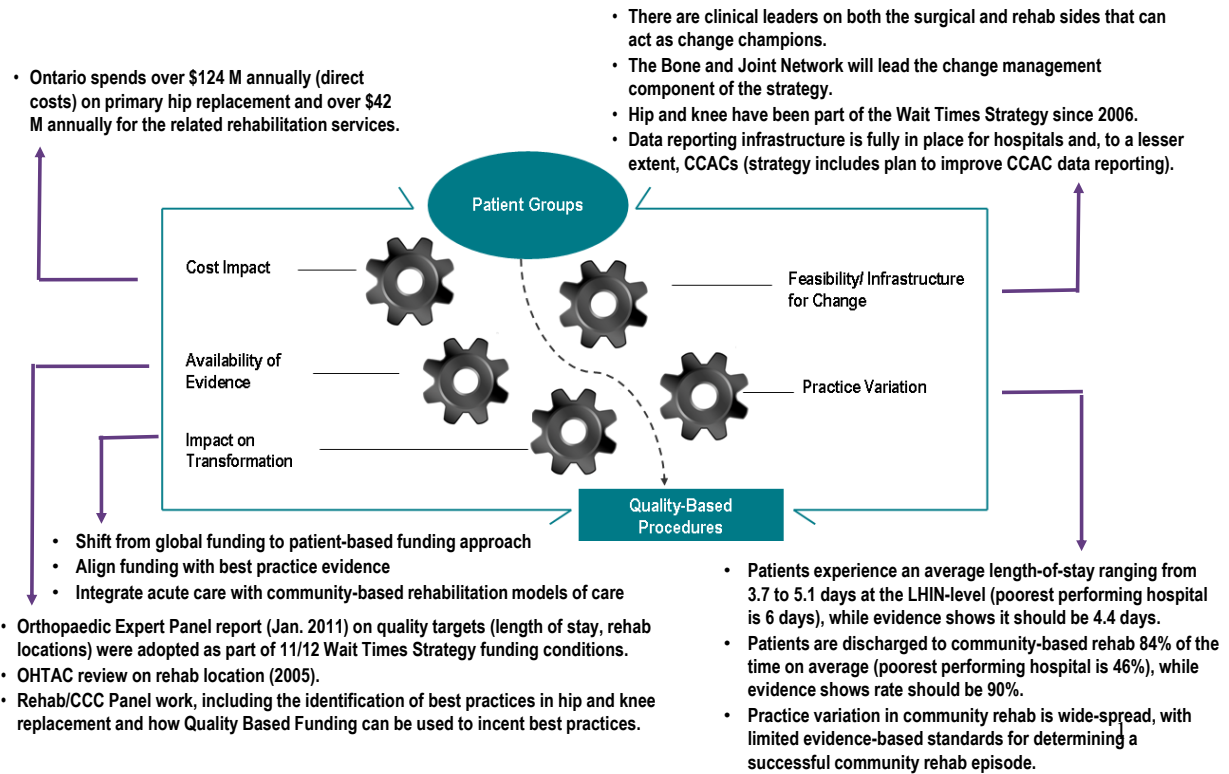 • There are clinical leaders on both the surgical and rehab sides that can
act as change champions.
• The Bone and Joint Network will lead the change management
component of the strategy.
• Hip and knee have been part of the Wait Times Strategy since 2006.
• Data reporting infrastructure is fully in place for hospitals and, to a lesser
extent, CCACs (strategy includes plan to improve CCAC data reporting).
• Ontario spends over $124 M annually (direct
costs) on primary hip replacement and over $42
M annually for the related rehabilitation services.
Patient Groups
Cost Impact
Feasibility/ Infrastructure
for Change
Availability of
Evidence
Practice Variation
Impact on
Transformation
Quality-Based
Procedures
• Shift from global funding to patient-based funding approach
• Align funding with best practice evidence
• Integrate acute care with community-based rehabilitation models of care
• Orthopaedic Expert Panel report (Jan. 2011) on quality targets (length of stay, rehab
locations) were adopted as part of 11/12 Wait Times Strategy funding conditions.
• OHTAC review on rehab location (2005).
• Rehab/CCC Panel work, including the identification of best practices in hip and knee
replacement and how Quality Based Funding can be used to incent best practices.
• Patients experience an average length-of-stay ranging from
3.7 to 5.1 days at the LHIN-level (poorest performing hospital
is 6 days), while evidence shows it should be 4.4 days.
• Patients are discharged to community-based rehab 84% of the
time on average (poorest performing hospital is 46%), while
evidence shows rate should be 90%.
• Practice variation in community rehab is wide-spread, with
limited evidence-based standards for determining a
successful community rehab episode.